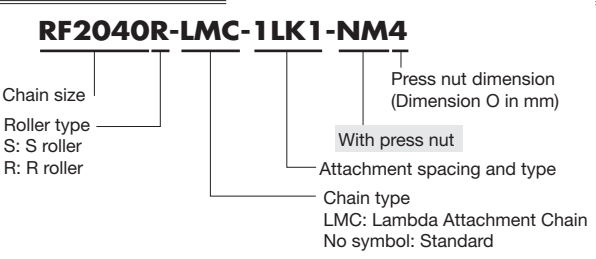 RF2040R-LMC-1LK1-NM4
Press nut dimension
(Dimension O in mm)
Chain size
Roller type
S: S roller
R: R roller
With press nut
Attachment spacing and type
Chain type
LMC: Lambda Attachment Chain
No symbol: Standard